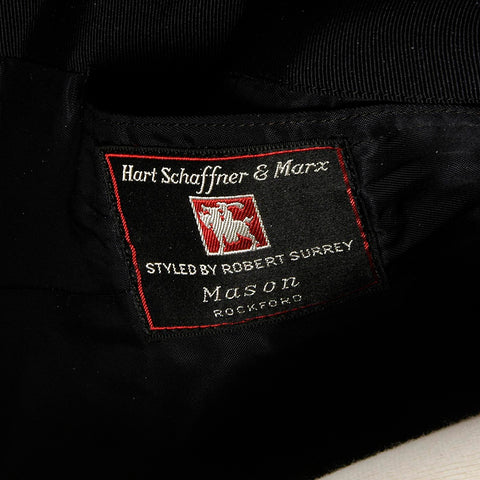 Hart Schaffner & Marx
STYLED BY ROBERT SURREY
Mason
ROCKFORD